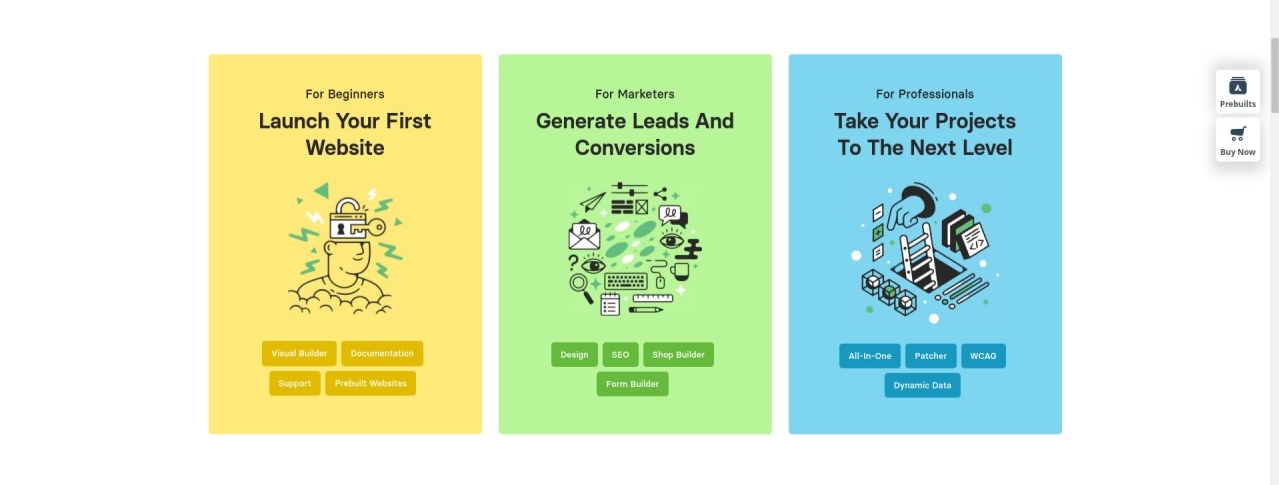 For Beginners
Launch Your First
Website
Visual Builder
Documentation
Support
Prebuilt Websites
For Marketers
Generate Leads And
Conversions
Design
SEO
Shop Builder
Form Builder
For Professionals
Take Your Projects
To The Next Level
</>
All-In-One
Patcher
WCAG
Dynamic Data
Prebuilts
Buy Now